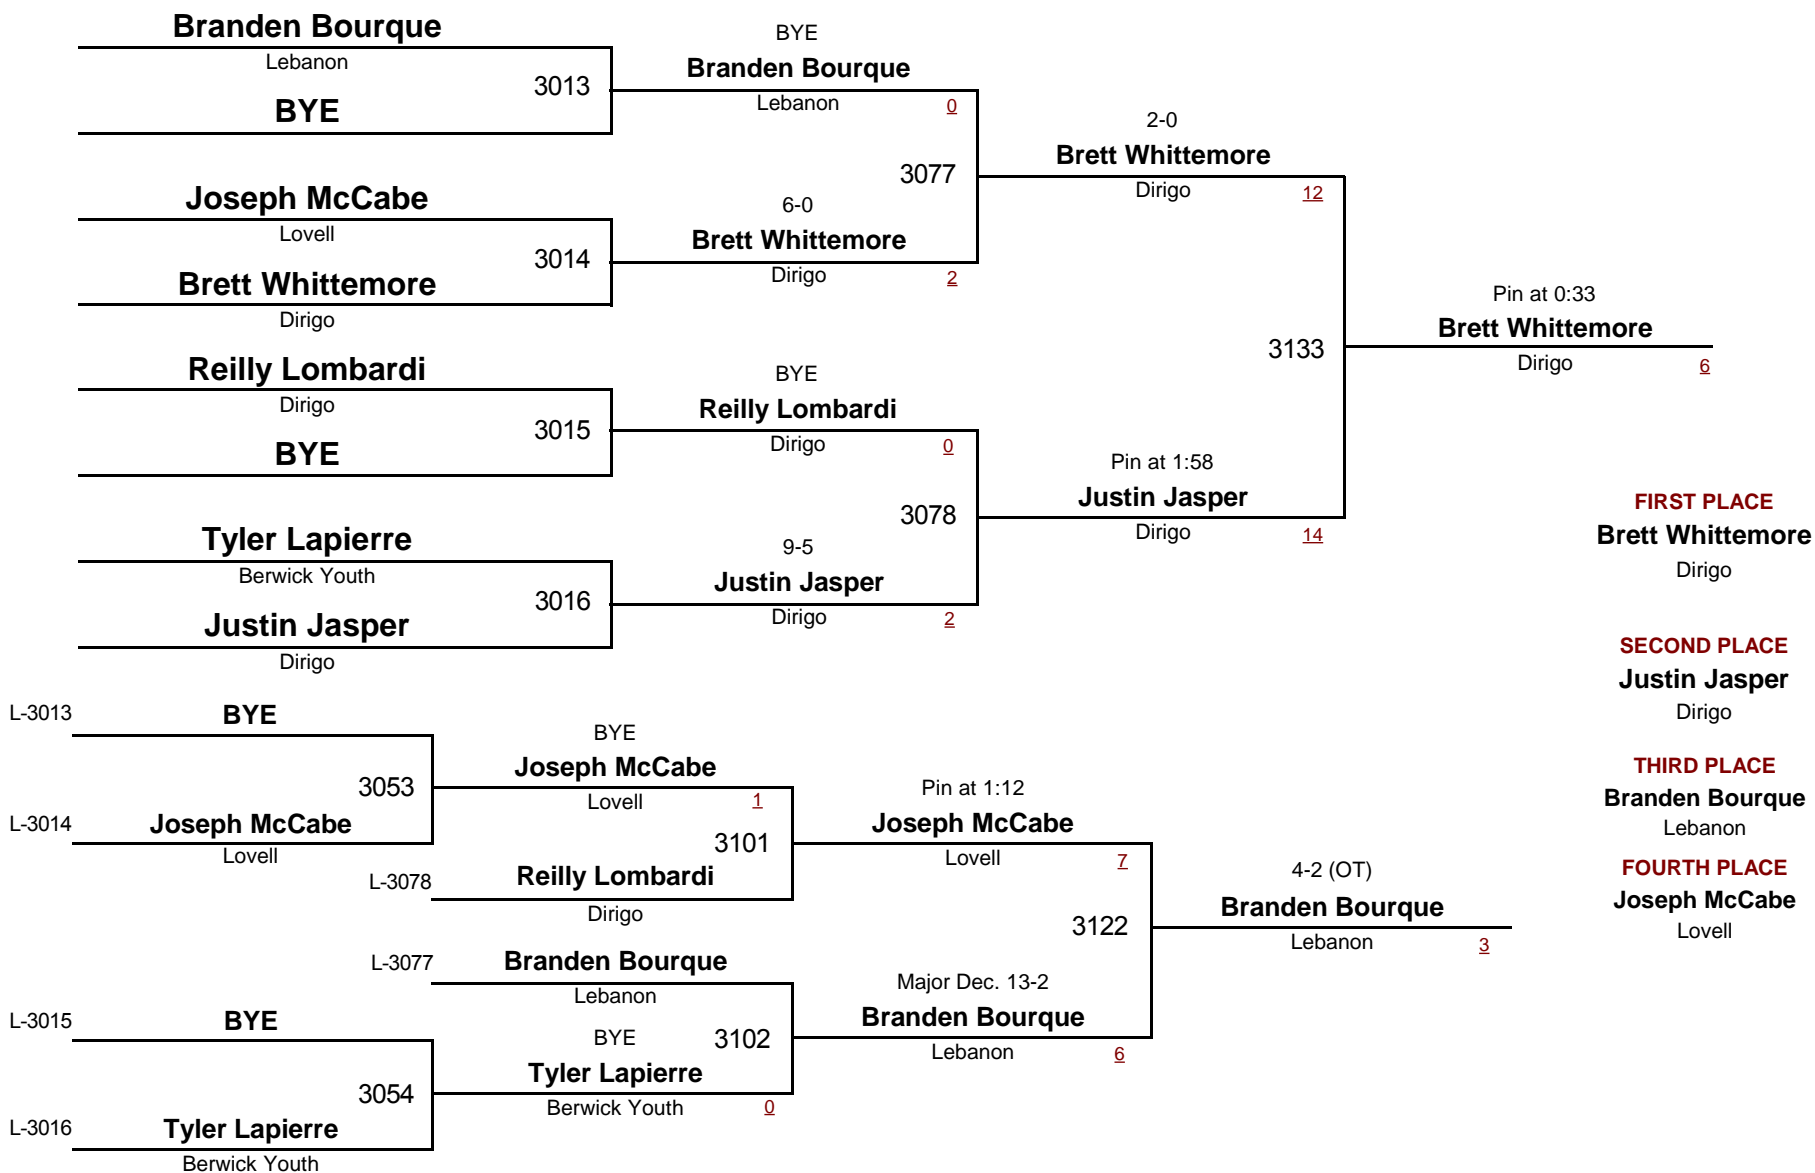 Branden Bourque
Lebanon
3013
BYE
BYE
Branden Bourque
Lebanon
0
Joseph McCabe
Lovell
3014
Brett Whittemore
Dirigo
6-0
Brett Whittemore
Dirigo
2
3077
2-0
Brett Whittemore
Dirigo
12
Reilly Lombardi
Dirigo
3015
BYE
BYE
Reilly Lombardi
Dirigo
0
Tyler Lapierre
Berwick Youth
3016
Justin Jasper
Dirigo
9-5
Justin Jasper
Dirigo
2
3078
Pin at 1:58
Justin Jasper
Dirigo
14
3133
Pin at 0:33
Brett Whittemore
Dirigo
6
FIRST PLACE
Brett Whittemore
Dirigo
SECOND PLACE
Justin Jasper
Dirigo
THIRD PLACE
Branden Bourque
Lebanon
FOURTH PLACE
Joseph McCabe
Lovell
L-3013
BYE
3053
L-3014
Joseph McCabe
Lovell
BYE
Joseph McCabe
Lovell
1
3101
L-3078
Reilly Lombardi
Dirigo
Pin at 1:12
Joseph McCabe
Lovell
7
L-3077
Branden Bourque
Lebanon
L-3015
BYE
3054
L-3016
Tyler Lapierre
Berwick Youth
BYE
3102
Tyler Lapierre
Berwick Youth
0
Major Dec. 13-2
Branden Bourque
Lebanon
6
3122
4-2 (OT)
Branden Bourque
Lebanon
3